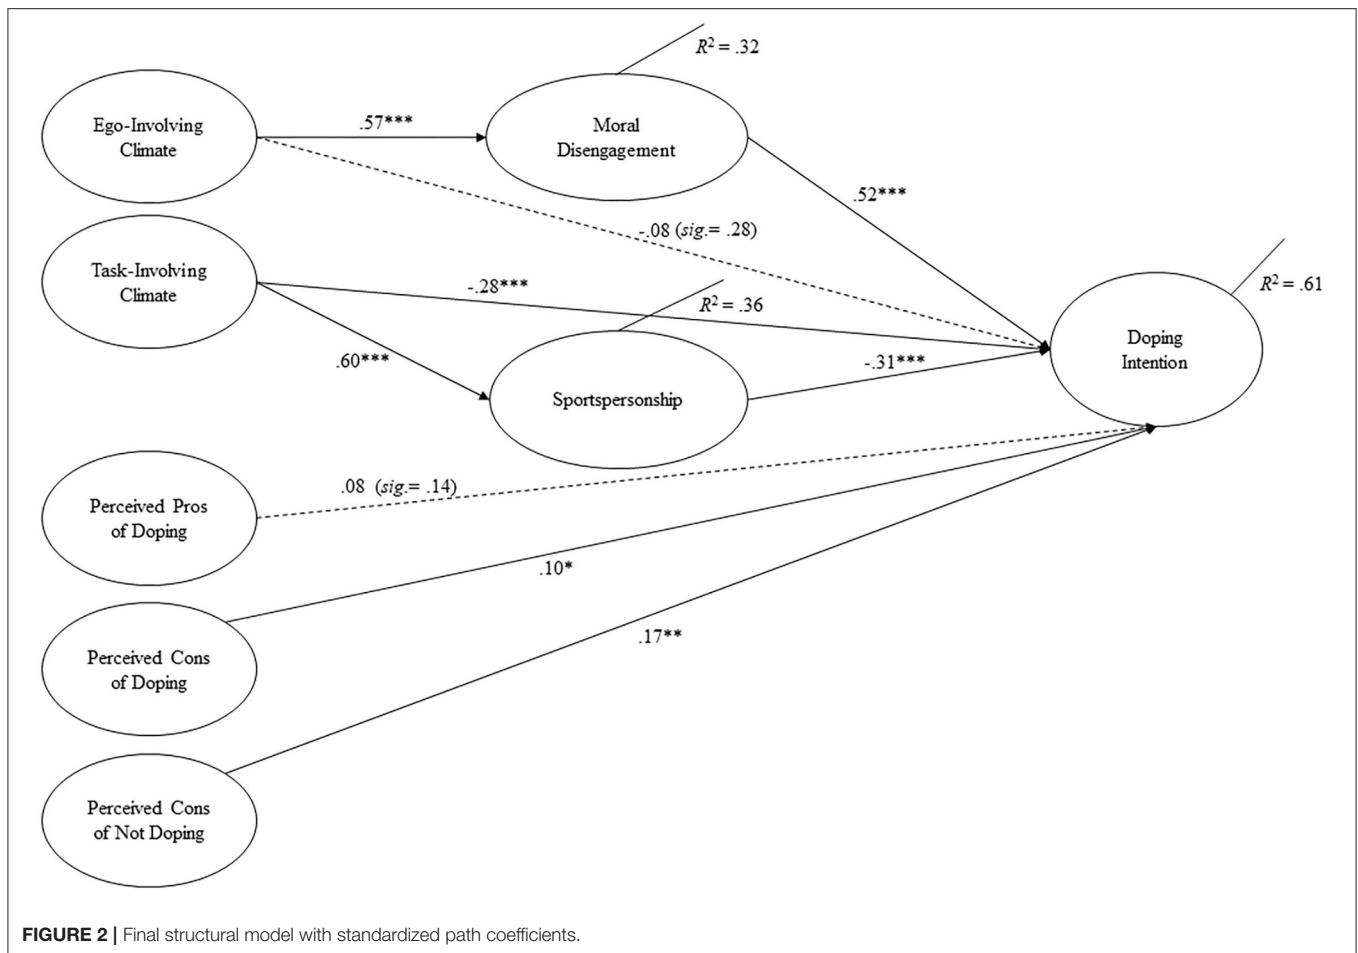 R² = .32
Ego-Involving
Climate
.57***
Moral
Disengagement
.52***
-.08 (sig.= .28)
Task-Involving
Climate
-.28***
R² = .36
R² = .61
.60***
Sportspersonship
-.31***
Doping
Intention
Perceived Pros
of Doping
.08 (sig.= .14)
.10*
Perceived Cons
of Doping
.17**
Perceived Cons
of Not Doping
FIGURE 2 | Final structural model with standardized path coefficients.